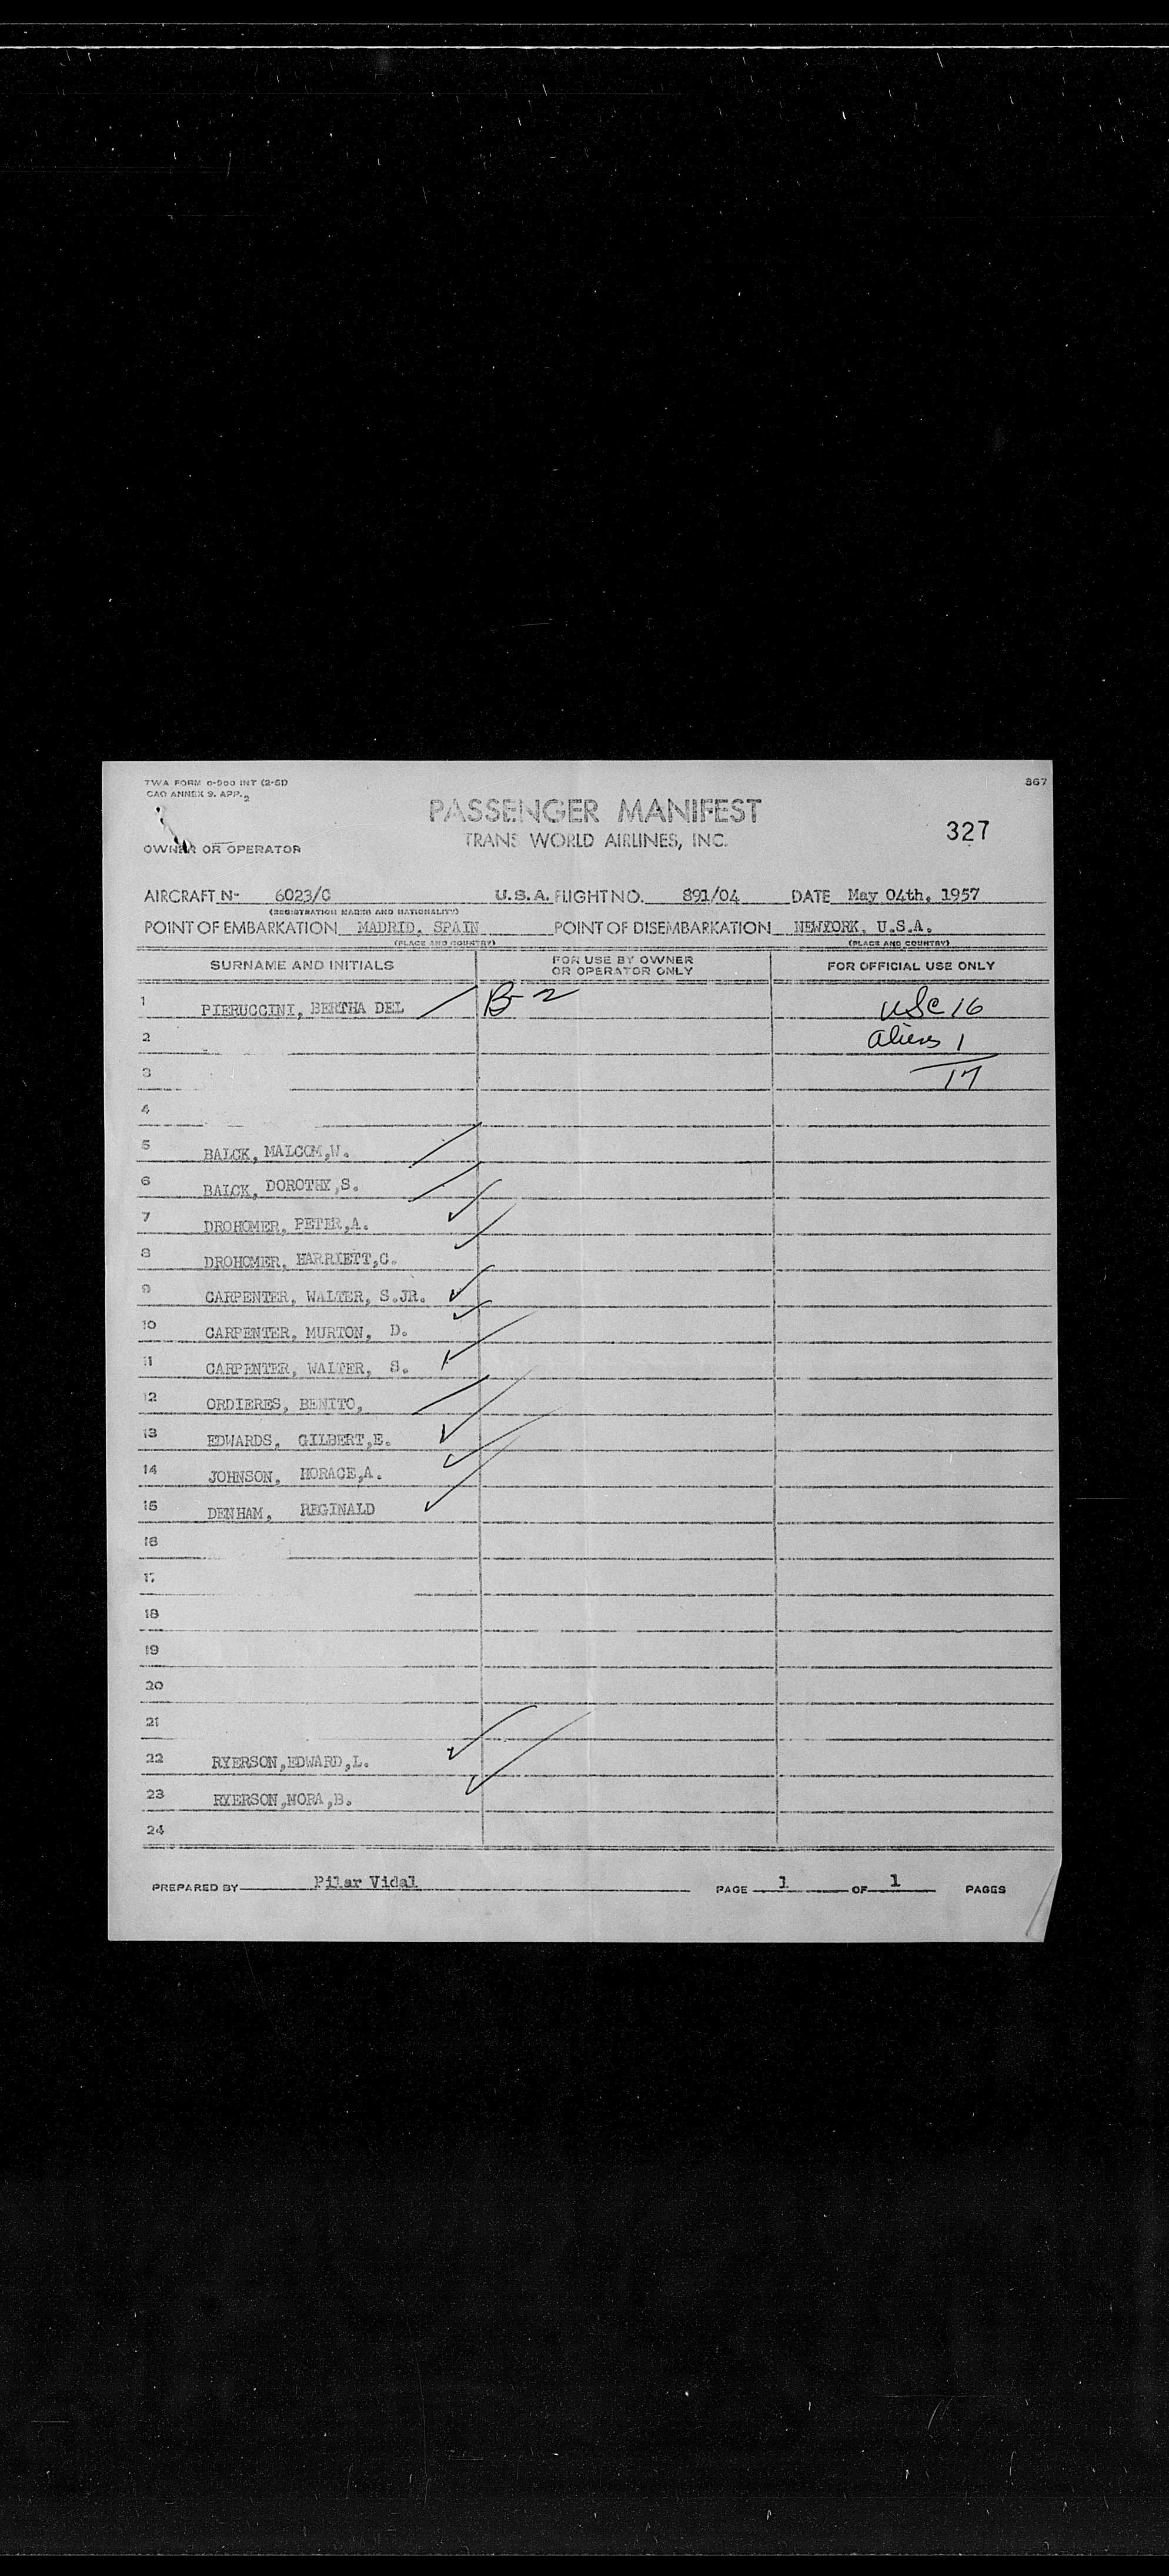 TWA FORM 0-900 INT (2-51)
CAO ANNEX 9. APP. 2
367
PASSENGER MANIFEST
TRANS WORLD AIRLINES, INC.
327
OWNER OR OPERATOR
AIRCRAFT No 6023/C U.S.A. FLIGHT NO. 891/04 DATE May 04th, 1957
(REGISTRATION MARKS AND NATIONALITY)
POINT OF EMBARKATION MADRID, SPAIN POINT OF DISEMBARKATION NEWYORK, U.S.A.
(PLACE AND COUNTRY) (PLACE AND COUNTRY)
SURNAME AND INITIALS FOR USE BY OWNER OR OPERATOR ONLY FOR OFFICIAL USE ONLY
1 PIERUCCINI, BERTHA DEL B-2 USC 16
2 Aliens 1
3 17
4
5 BALCK, MALCOM,W.
6 BALCK, DOROTHY,S.
7 DROHOMER, PETER,A.
8 DROHOMER, HARRIETT,C.
9 CARPENTER, WALTER, S.JR.
10 CARPENTER, MURTON, D.
11 CARPENTER, WALTER, S.
12 ORDIERES, BENITO,
13 EDWARDS, GILBERT,E.
14 JOHNSON, HORACE,A.
15 DENHAM, REGINALD
16
17
18
19
20
21
22 RYERSON,EDWARD,L.
23 RYERSON,NORA,B.
24
PREPARED BY Pilar Vidal PAGE 1 OF 1 PAGES